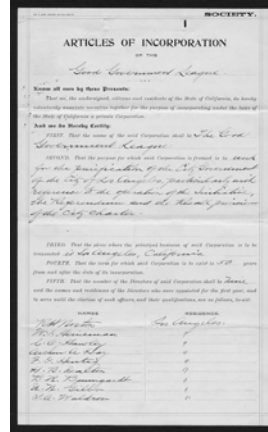 SOCIETY.
ARTICLES OF INCORPORATION
OF THE
Good Government League.
Know all men by these Presents:
That we, the undersigned, citizens and residents of the State of California, do hereby
voluntarily associate ourselves together for the purpose of incorporating under the laws of
the State of California a private Corporation.
And we do Hereby Certify:
FIRST. That the name of the said Corporation shall be The Good
Government League
SECOND. That the purpose for which said Corporation is formed is to work
for the purification of the City Government
of the City of Los Angeles, particularly with
reference to the operation of the Initiative,
The Referendum and the Recall provisions
of the City Charter.
THIRD. That the place where the principal business of said Corporation is to be
transacted is Los Angeles, California
FOURTH. That the term for which said Corporation is to exist is 50 years
from and after the date of its incorporation.
FIFTH. That the number of Directors of said Corporation shall be Nine
and the names and residences of the Directors who are appointed for the first year, and
to serve until the election of such officers, and their qualifications, are as follows, to-wit:
NAMES RESIDENCE.
Los Angeles.
C. D. Hawley "
"
"
H. B. "
B. R. Baumgardt "
"